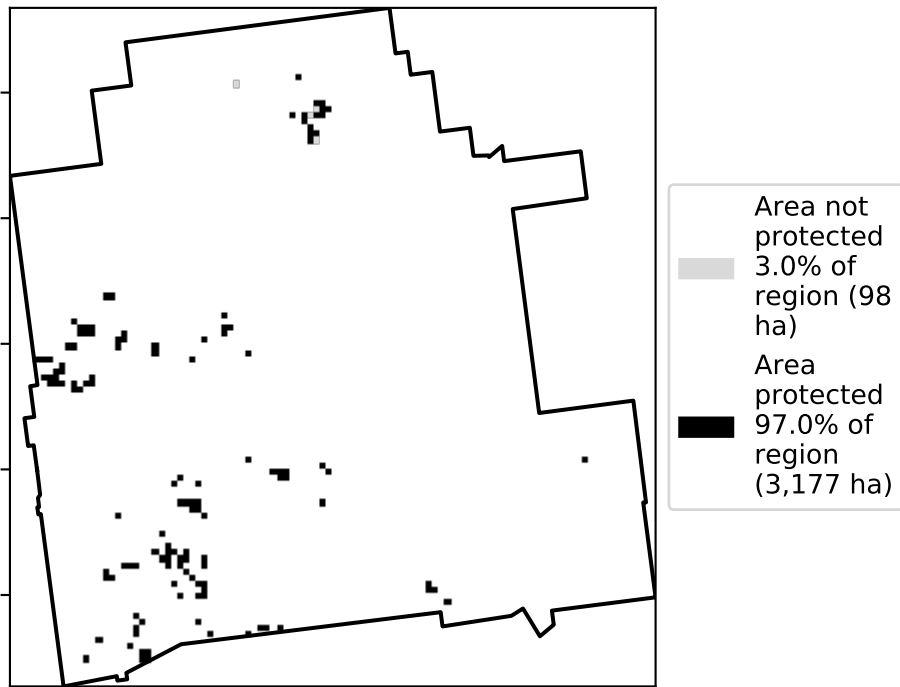 Area not
protected
3.0% of
region (98
ha)
Area
protected
97.0% of
region
(3,177 ha)